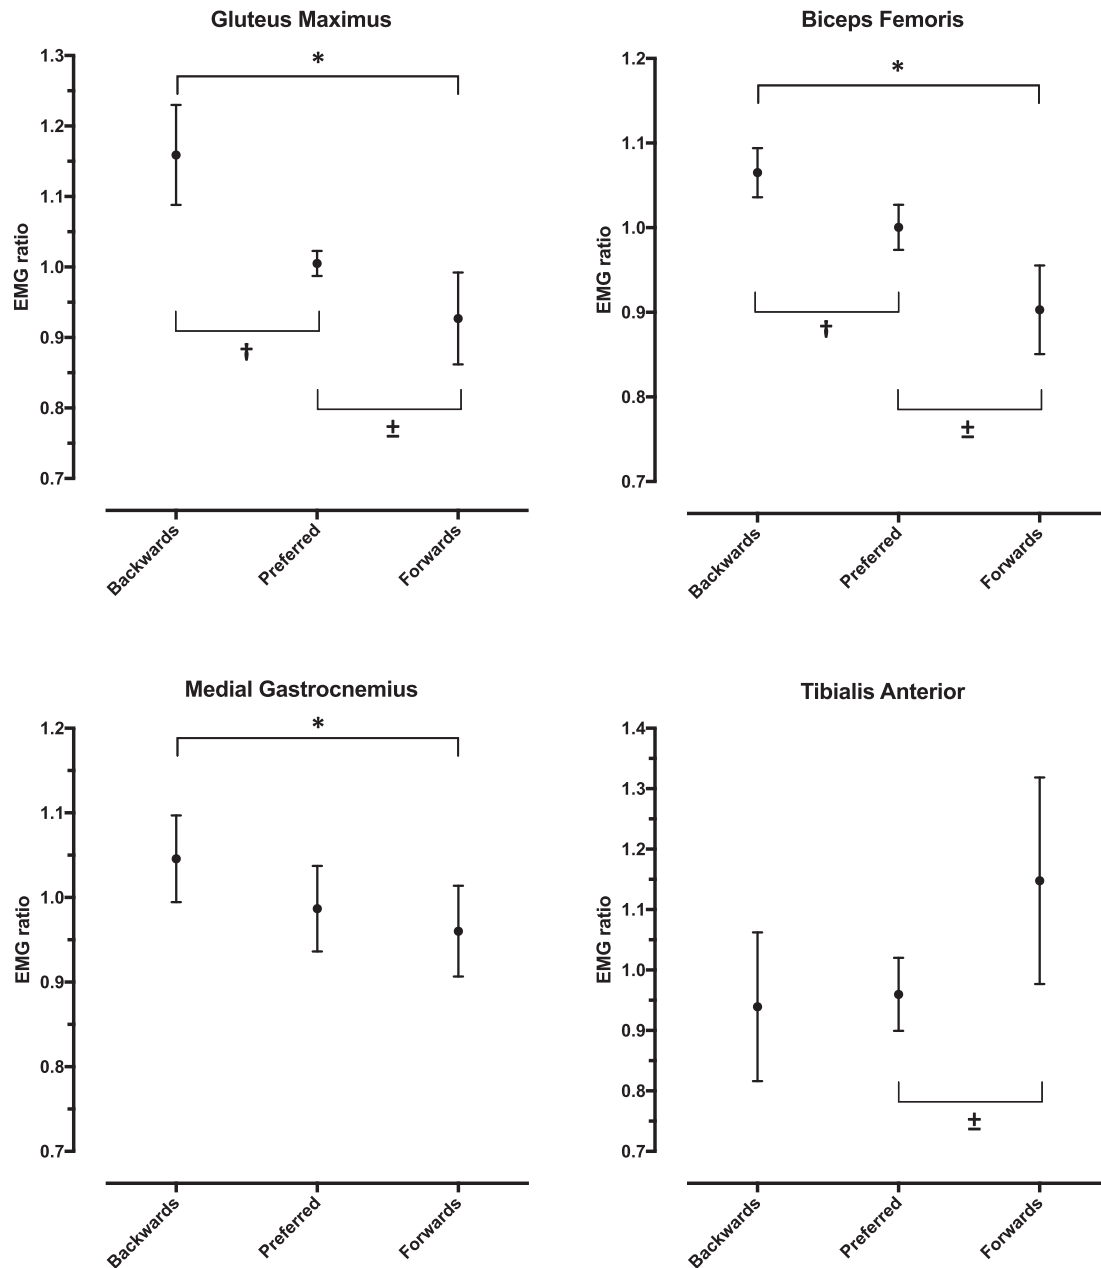 Gluteus Maximus
1.3
1.2
1.1
1.0
0.9
0.8
0.7
EMG ratio
*
†
±
Backwards
Preferred
Forwards
Biceps Femoris
1.2
1.1
1.0
0.9
0.8
0.7
EMG ratio
*
†
±
Backwards
Preferred
Forwards
Medial Gastrocnemius
1.2
1.1
1.0
0.9
0.8
0.7
EMG ratio
*
Backwards
Preferred
Forwards
Tibialis Anterior
1.4
1.3
1.2
1.1
1.0
0.9
0.8
0.7
EMG ratio
±
Backwards
Preferred
Forwards